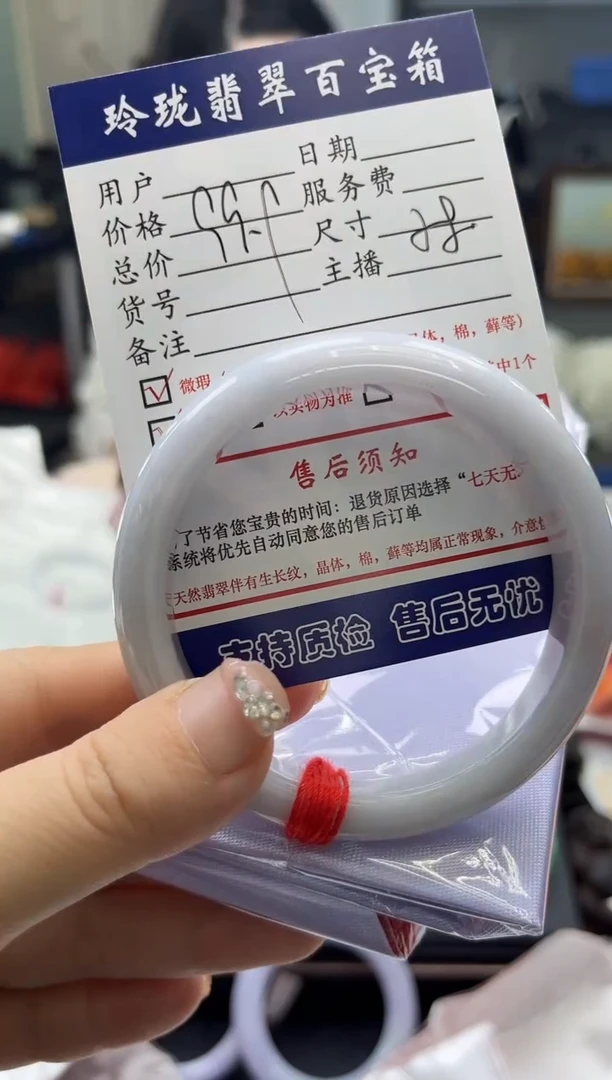 玲珑翡翠百宝箱
用户 日期
价格 服务费
总价 尺寸
货号 主播
备注
微瑕 晶体，棉，藓等）
以实物为准 中1个
售后须知
了节省您宝贵的时间：退货原因选择“七天无
系统将优先自动同意您的售后订单
天然翡翠伴有生长纹，晶体，棉，藓等均属正常现象，介意
支持质检 售后无忧